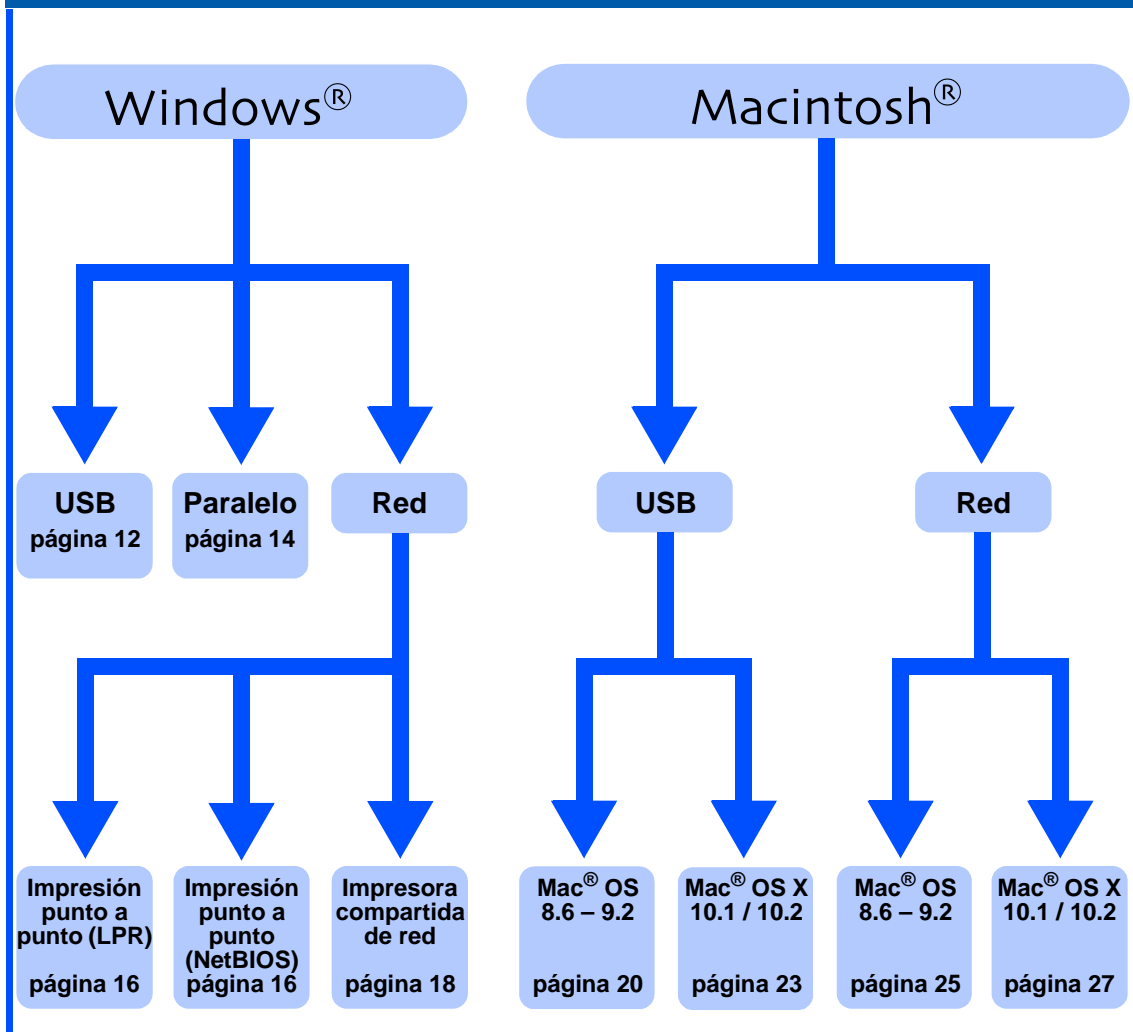 Windows®
Macintosh®
USB
página 12
Paralelo
página 14
Red
USB
Red
Impresión
punto a
punto (LPR)
página 16
Impresión
punto a
punto
(NetBIOS)
página 16
Impresora
compartida
de red
página 18
Mac® OS
8.6 – 9.2
página 20
Mac® OS X
10.1 / 10.2
página 23
Mac® OS
8.6 – 9.2
página 25
Mac® OS X
10.1 / 10.2
página 27